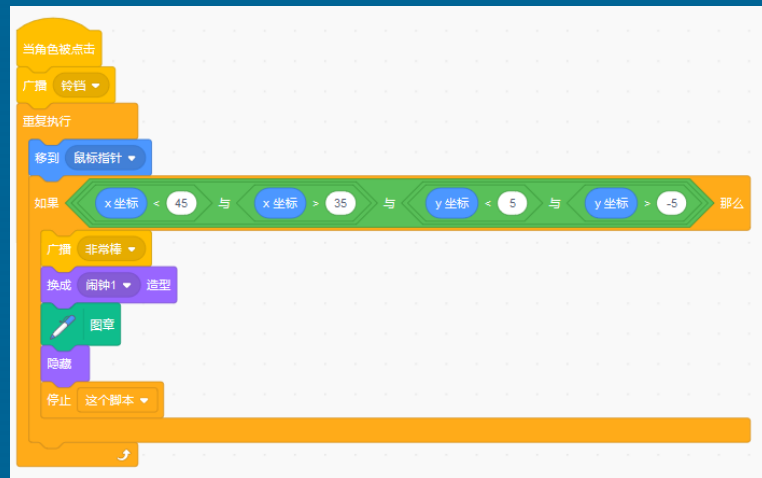 当角色被点击
广播 铃铛
重复执行
移到 鼠标指针
如果 x 坐标 < 45 与 x 坐标 > 35 与 y 坐标 < 5 与 y 坐标 > -5 那么
广播 非常棒
换成 闹钟1 造型
图章
隐藏
停止 这个脚本